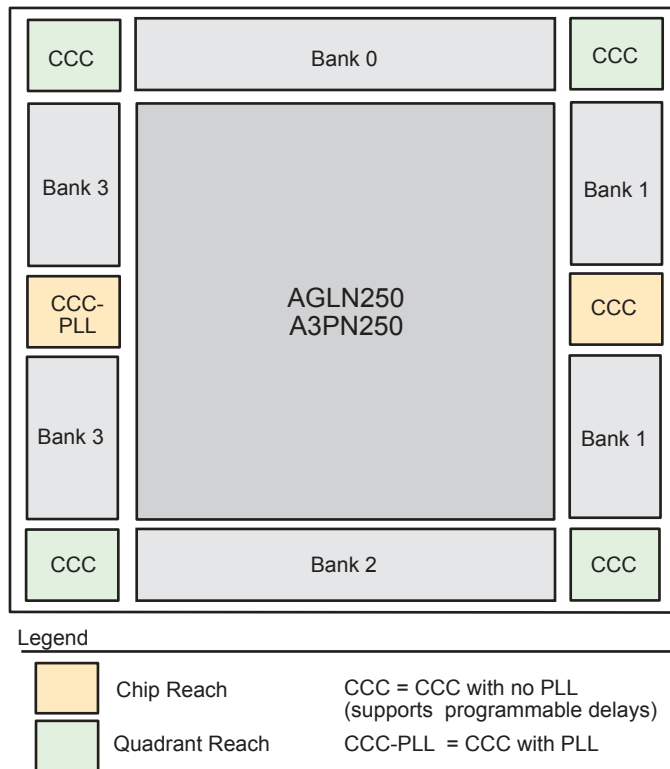 CCC
Bank 0
CCC
Bank 3
Bank 1
CCC-
PLL
AGLN250
A3PN250
CCC
Bank 3
Bank 1
CCC
Bank 2
CCC
Legend
Chip Reach
CCC = CCC with no PLL
(supports programmable delays)
Quadrant Reach
CCC-PLL = CCC with PLL